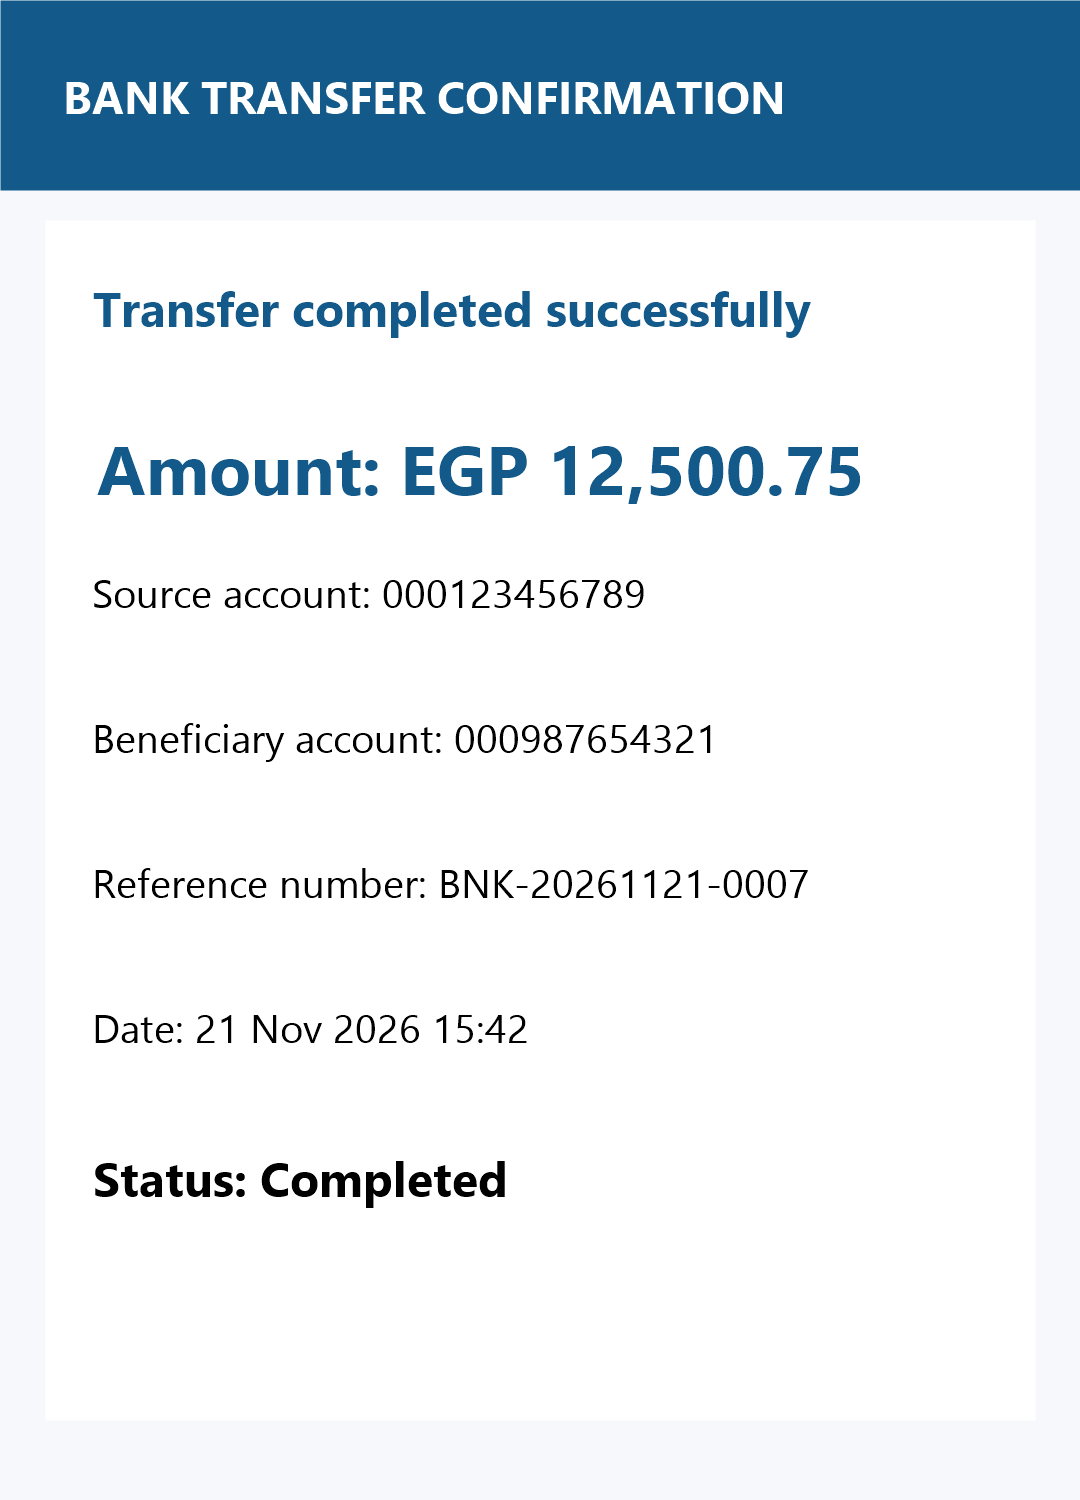 BANK TRANSFER CONFIRMATION
Transfer completed successfully
Amount: EGP 12,500.75
Source account: 000123456789
Beneficiary account: 000987654321
Reference number: BNK-20261121-0007
Date: 21 Nov 2026 15:42
Status: Completed